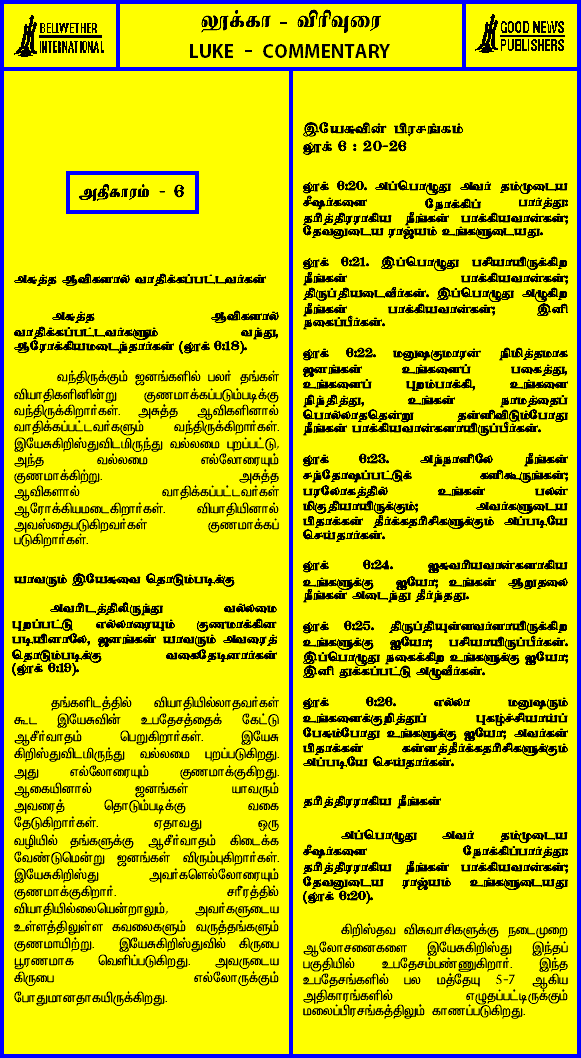 BELLWETHER
INTERNATIONAL
லூக்கா - விரிவுரை
LUKE - COMMENTARY
GOOD NEWS
PUBLISHERS
அதிகாரம் - 6
அசுத்த ஆவிகளால் வாதிக்கப்பட்டவர்கள்
அசுத்த ஆவிகளால்
வாதிக்கப்பட்டவர்களும் வந்து,
ஆரோக்கியமடைந்தார்கள் (லூக் 6:18).
வந்திருக்கும் ஜனங்களில் பலர் தங்கள்
வியாதிகளினின்று குணமாக்கப்படும்படிக்கு
வந்திருக்கிறார்கள். அசுத்த ஆவிகளினால்
வாதிக்கப்பட்டவர்களும் வந்திருக்கிறார்கள்.
இயேசுகிறிஸ்துவிடமிருந்து வல்லமை புறப்பட்டு,
அந்த வல்லமை எல்லோரையும்
குணமாக்கிற்று. அசுத்த
ஆவிகளால் வாதிக்கப்பட்டவர்கள்
ஆரோக்கியமடைகிறார்கள். வியாதியினால்
அவஸ்தைபடுகிறவர்கள் குணமாக்கப்
படுகிறார்கள்.
யாவரும் இயேசுவை தொடும்படிக்கு
அவரிடத்திலிருந்து வல்லமை
புறப்பட்டு எல்லாரையும் குணமாக்கின
படியினாலே, ஜனங்கள் யாவரும் அவரைத்
தொடும்படிக்கு வகைதேடினார்கள்
(லூக் 6:19).
தங்களிடத்தில் வியாதியில்லாதவர்கள்
கூட இயேசுவின் உபதேசத்தைக் கேட்டு
ஆசீர்வாதம் பெறுகிறார்கள். இயேசு
கிறிஸ்துவிடமிருந்து வல்லமை புறப்படுகிறது.
அது எல்லோரையும் குணமாக்குகிறது.
ஆகையினால் ஜனங்கள் யாவரும்
அவரைத் தொடும்படிக்கு வகை
தேடுகிறார்கள். ஏதாவது ஒரு
வழியில் தங்களுக்கு ஆசீர்வாதம் கிடைக்க
வேண்டுமென்று ஜனங்கள் விரும்புகிறார்கள்.
இயேசுகிறிஸ்து அவர்களெல்லோரையும்
குணமாக்குகிறார். சரீரத்தில்
வியாதியில்லையென்றாலும், அவர்களுடைய
உள்ளத்திலுள்ள கவலைகளும் வருத்தங்களும்
குணமாயிற்று. இயேசுகிறிஸ்துவில் கிருபை
பூரணமாக வெளிப்படுகிறது. அவருடைய
கிருபை எல்லோருக்கும்
போதுமானதாகயிருக்கிறது.
இயேசுவின் பிரசங்கம்
லூக் 6 : 20-26
லூக் 6:20. அப்பொழுது அவர் தம்முடைய
சீஷர்களை நோக்கிப் பார்த்து:
தரித்திரராகிய நீங்கள் பாக்கியவான்கள்;
தேவனுடைய ராஜ்யம் உங்களுடையது.
லூக் 6:21. இப்பொழுது பசியாயிருக்கிற
நீங்கள் பாக்கியவான்கள்;
திருப்தியடைவீர்கள். இப்பொழுது அழுகிற
நீங்கள் பாக்கியவான்கள்; இனி
நகைப்பீர்கள்.
லூக் 6:22. மனுஷகுமாரன் நிமித்தமாக
ஜனங்கள் உங்களைப் பகைத்து,
உங்களைப் புறம்பாக்கி, உங்களை
நிந்தித்து, உங்கள் நாமத்தைப்
பொல்லாததென்று தள்ளிவிடும்போது
நீங்கள் பாக்கியவான்களாயிருப்பீர்கள்.
லூக் 6:23. அந்நாளிலே நீங்கள்
சந்தோஷப்பட்டுக் களிகூருங்கள்;
பரலோகத்தில் உங்கள் பலன்
மிகுதியாயிருக்கும்; அவர்களுடைய
பிதாக்கள் தீர்க்கதரிசிகளுக்கும் அப்படியே
செய்தார்கள்.
லூக் 6:24. ஐசுவரியவான்களாகிய
உங்களுக்கு ஐயோ; உங்கள் ஆறுதலை
நீங்கள் அடைந்து தீர்ந்தது.
லூக் 6:25. திருப்தியுள்ளவர்களாயிருக்கிற
உங்களுக்கு ஐயோ; பசியாயிருப்பீர்கள்.
இப்பொழுது நகைக்கிற உங்களுக்கு ஐயோ;
இனி துக்கப்பட்டு அழுவீர்கள்.
லூக் 6:26. எல்லா மனுஷரும்
உங்களைக்குறித்துப் புகழ்ச்சியாய்ப்
பேசும்போது உங்களுக்கு ஐயோ; அவர்கள்
பிதாக்கள் கள்ளத்தீர்க்கதரிசிகளுக்கும்
அப்படியே செய்தார்கள்.
தரித்திரராகிய நீங்கள்
அப்பொழுது அவர் தம்முடைய
சீஷர்களை நோக்கிப்பார்த்து:
தரித்திரராகிய நீங்கள் பாக்கியவான்கள்;
தேவனுடைய ராஜ்யம் உங்களுடையது
(லூக் 6:20).
கிறிஸ்தவ விசுவாசிகளுக்கு நடைமுறை
ஆலோசனைகளை இயேசுகிறிஸ்து இந்தப்
பகுதியில் உபதேசம்பண்ணுகிறார். இந்த
உபதேசங்களில் பல மத்தேயு 5-7 ஆகிய
அதிகாரங்களில் எழுதப்பட்டிருக்கும்
மலைப்பிரசங்கத்திலும் காணப்படுகிறது.